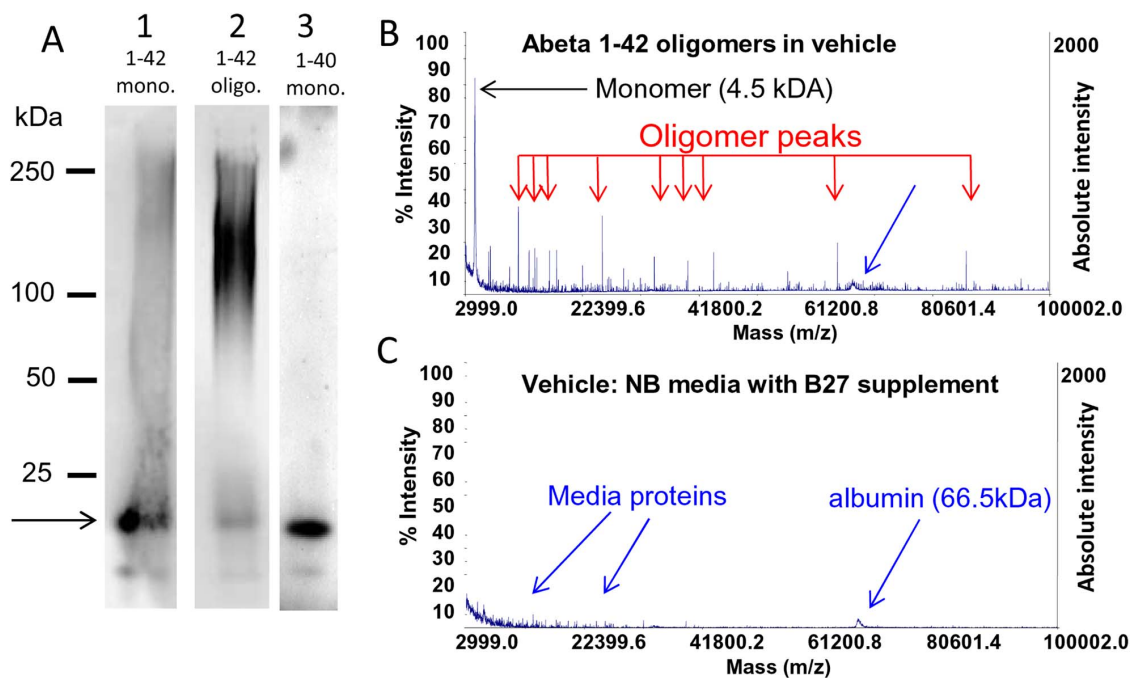 A
1
1-42
mono.
2
1-42
oligo.
3
1-40
mono.
kDa
250
100
50
25
B
Abeta 1-42 oligomers in vehicle
Monomer (4.5 kDA)
Oligomer peaks
% Intensity
100
90
80
70
60
50
40
30
20
10
2000
Absolute intensity
2999.0 22399.6 41800.2 61200.8 80601.4 100002.0
Mass (m/z)
C
Vehicle: NB media with B27 supplement
Media proteins
albumin (66.5kDa)
% Intensity
100
90
80
70
60
50
40
30
20
10
2000
Absolute intensity
2999.0 22399.6 41800.2 61200.8 80601.4 100002.0
Mass (m/z)